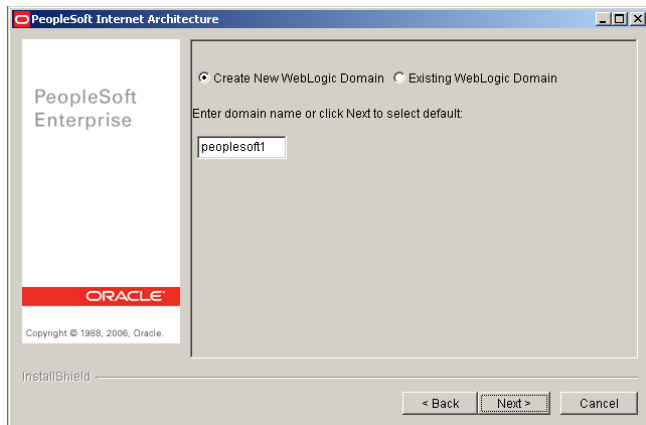 PeopleSoft Internet Architecture
PeopleSoft
Enterprise
Create New WebLogic Domain Existing WebLogic Domain
Enter domain name or click Next to select default:
peoplesoft1
ORACLE'
Copyright © 1988, 2006, Oracle.
InstallShield
< Back Next > Cancel